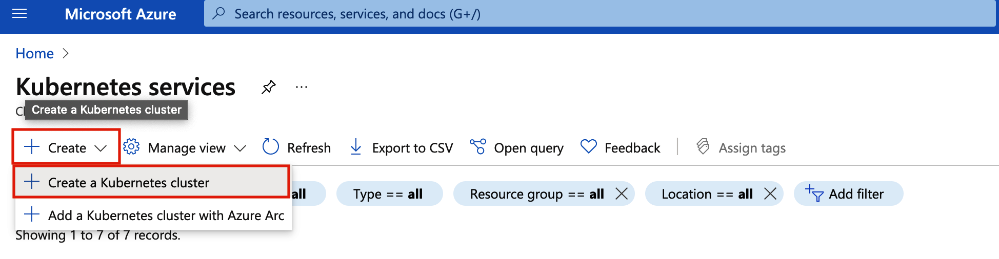 Microsoft Azure
Search resources, services, and docs (G+/)
Home
Kubernetes services
Create a Kubernetes cluster
Create
Manage view
Refresh
Export to CSV
Open query
Feedback
Assign tags
Create a Kubernetes cluster
Add a Kubernetes cluster with Azure Arc
all
Type == all
Resource group == all
Location == all
Add filter
Showing 1 to 7 of 7 records.